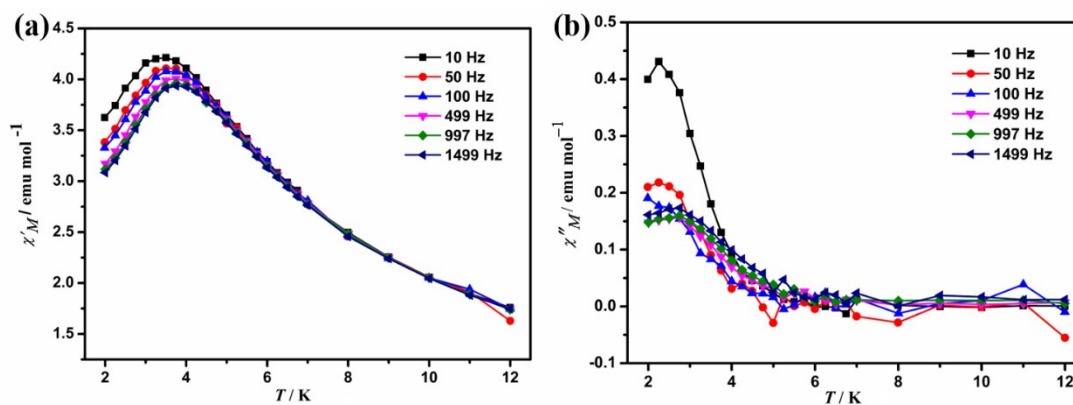 (a)
χ′M / emu mol⁻¹
4.5
4.0
3.5
3.0
2.5
2.0
1.5
10 Hz
50 Hz
100 Hz
499 Hz
997 Hz
1499 Hz
2 4 6 8 10 12
T / K
(b)
χ″M / emu mol⁻¹
0.5
0.4
0.3
0.2
0.1
0.0
-0.1
10 Hz
50 Hz
100 Hz
499 Hz
997 Hz
1499 Hz
2 4 6 8 10 12
T / K